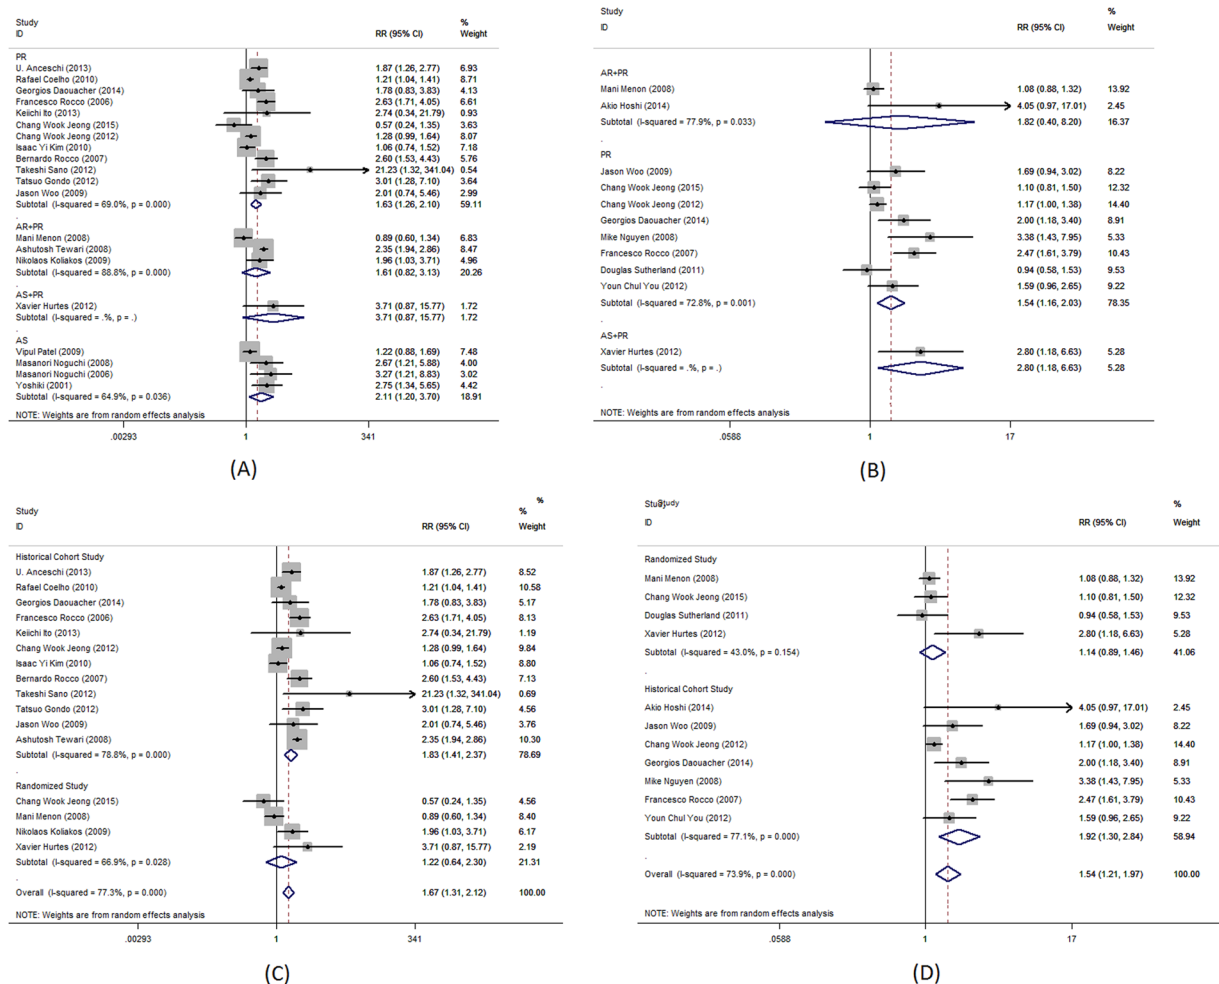 Study
%
ID
RR (95% CI)
Weight
PR
U. Anceschi (2013) 1.87 (1.26, 2.77) 6.93
Rafael Coelho (2010) 1.21 (1.04, 1.41) 8.71
Georgios Daouacher (2014) 1.78 (0.83, 3.83) 4.13
Francesco Rocco (2006) 2.63 (1.71, 4.05) 6.61
Keiichi Ito (2013) 2.74 (0.34, 21.79) 0.93
Chang Wook Jeong (2015) 0.57 (0.24, 1.35) 3.63
Chang Wook Jeong (2012) 1.28 (0.99, 1.64) 8.07
Isaac Yi Kim (2010) 1.06 (0.74, 1.52) 7.18
Bernardo Rocco (2007) 2.60 (1.53, 4.43) 5.76
Takeshi Sano (2012) 21.23 (1.32, 341.04) 0.54
Tatsuo Gondo (2012) 3.01 (1.28, 7.10) 3.64
Jason Woo (2009) 2.01 (0.74, 5.46) 2.99
Subtotal (I-squared = 69.0%, p = 0.000) 1.63 (1.26, 2.10) 59.11
.
AR+PR
Mani Menon (2008) 0.89 (0.60, 1.34) 6.83
Ashutosh Tewari (2008) 2.35 (1.94, 2.86) 8.47
Nikolaos Koliakos (2009) 1.96 (1.03, 3.71) 4.96
Subtotal (I-squared = 88.8%, p = 0.000) 1.61 (0.82, 3.13) 20.26
.
AS+PR
Xavier Hurtes (2012) 3.71 (0.87, 15.77) 1.72
Subtotal (I-squared = .%, p = .) 3.71 (0.87, 15.77) 1.72
.
AS
Vipul Patel (2009) 1.22 (0.88, 1.69) 7.48
Masanori Noguchi (2008) 2.67 (1.21, 5.88) 4.00
Masanori Noguchi (2006) 3.27 (1.21, 8.83) 3.02
Yoshiki (2001) 2.75 (1.34, 5.65) 4.42
Subtotal (I-squared = 64.9%, p = 0.036) 2.11 (1.20, 3.70) 18.91
.
NOTE: Weights are from random effects analysis
.00293 1 341
(A)
Study
%
ID
RR (95% CI)
Weight
AR+PR
Mani Menon (2008) 1.08 (0.88, 1.32) 13.92
Akio Hoshi (2014) 4.05 (0.97, 17.01) 2.45
Subtotal (I-squared = 77.9%, p = 0.033) 1.82 (0.40, 8.20) 16.37
.
PR
Jason Woo (2009) 1.69 (0.94, 3.02) 8.22
Chang Wook Jeong (2015) 1.10 (0.81, 1.50) 12.32
Chang Wook Jeong (2012) 1.17 (1.00, 1.38) 14.40
Georgios Daouacher (2014) 2.00 (1.18, 3.40) 8.91
Mike Nguyen (2008) 3.38 (1.43, 7.95) 5.33
Francesco Rocco (2007) 2.47 (1.61, 3.79) 10.43
Douglas Sutherland (2011) 0.94 (0.58, 1.53) 9.53
Youn Chul You (2012) 1.59 (0.96, 2.65) 9.22
Subtotal (I-squared = 72.8%, p = 0.001) 1.54 (1.16, 2.03) 78.35
.
AS+PR
Xavier Hurtes (2012) 2.80 (1.18, 6.63) 5.28
Subtotal (I-squared = .%, p = .) 2.80 (1.18, 6.63) 5.28
.
NOTE: Weights are from random effects analysis
.0588 1 17
(B)
%
Study
%
ID
RR (95% CI)
Weight
Historical Cohort Study
U. Anceschi (2013) 1.87 (1.26, 2.77) 8.52
Rafael Coelho (2010) 1.21 (1.04, 1.41) 10.58
Georgios Daouacher (2014) 1.78 (0.83, 3.83) 5.17
Francesco Rocco (2006) 2.63 (1.71, 4.05) 8.13
Keiichi Ito (2013) 2.74 (0.34, 21.79) 1.19
Chang Wook Jeong (2012) 1.28 (0.99, 1.64) 9.84
Isaac Yi Kim (2010) 1.06 (0.74, 1.52) 8.80
Bernardo Rocco (2007) 2.60 (1.53, 4.43) 7.13
Takeshi Sano (2012) 21.23 (1.32, 341.04) 0.69
Tatsuo Gondo (2012) 3.01 (1.28, 7.10) 4.56
Jason Woo (2009) 2.01 (0.74, 5.46) 3.76
Ashutosh Tewari (2008) 2.35 (1.94, 2.86) 10.30
Subtotal (I-squared = 78.8%, p = 0.000) 1.83 (1.41, 2.37) 78.69
.
Randomized Study
Chang Wook Jeong (2015) 0.57 (0.24, 1.35) 4.56
Mani Menon (2008) 0.89 (0.60, 1.34) 8.40
Nikolaos Koliakos (2009) 1.96 (1.03, 3.71) 6.17
Xavier Hurtes (2012) 3.71 (0.87, 15.77) 2.19
Subtotal (I-squared = 66.9%, p = 0.028) 1.22 (0.64, 2.30) 21.31
.
Overall (I-squared = 77.3%, p = 0.000) 1.67 (1.31, 2.12) 100.00
NOTE: Weights are from random effects analysis
.00293 1 341
(C)
Study Study
%
ID
RR (95% CI)
Weight
Randomized Study
Mani Menon (2008) 1.08 (0.88, 1.32) 13.92
Chang Wook Jeong (2015) 1.10 (0.81, 1.50) 12.32
Douglas Sutherland (2011) 0.94 (0.58, 1.53) 9.53
Xavier Hurtes (2012) 2.80 (1.18, 6.63) 5.28
Subtotal (I-squared = 43.0%, p = 0.154) 1.14 (0.89, 1.46) 41.06
.
Historical Cohort Study
Akio Hoshi (2014) 4.05 (0.97, 17.01) 2.45
Jason Woo (2009) 1.69 (0.94, 3.02) 8.22
Chang Wook Jeong (2012) 1.17 (1.00, 1.38) 14.40
Georgios Daouacher (2014) 2.00 (1.18, 3.40) 8.91
Mike Nguyen (2008) 3.38 (1.43, 7.95) 5.33
Francesco Rocco (2007) 2.47 (1.61, 3.79) 10.43
Youn Chul You (2012) 1.59 (0.96, 2.65) 9.22
Subtotal (I-squared = 77.1%, p = 0.000) 1.92 (1.30, 2.84) 58.94
.
Overall (I-squared = 73.9%, p = 0.000) 1.54 (1.21, 1.97) 100.00
NOTE: Weights are from random effects analysis
.0588 1 17
(D)